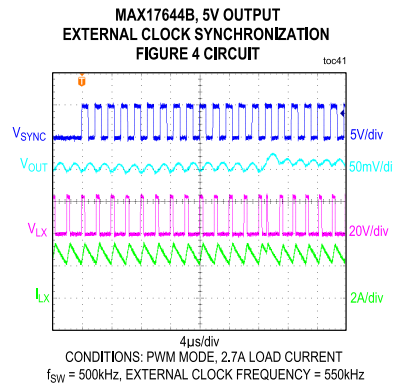 MAX17644B, 5V OUTPUT
EXTERNAL CLOCK SYNCHRONIZATION
FIGURE 4 CIRCUIT
toc41
T
VSYNC
5V/div
VOUT
50mV/di
VLX
20V/div
ILX
2A/div
4µs/div
CONDITIONS: PWM MODE, 2.7A LOAD CURRENT
fSW = 500kHz, EXTERNAL CLOCK FREQUENCY = 550kHz